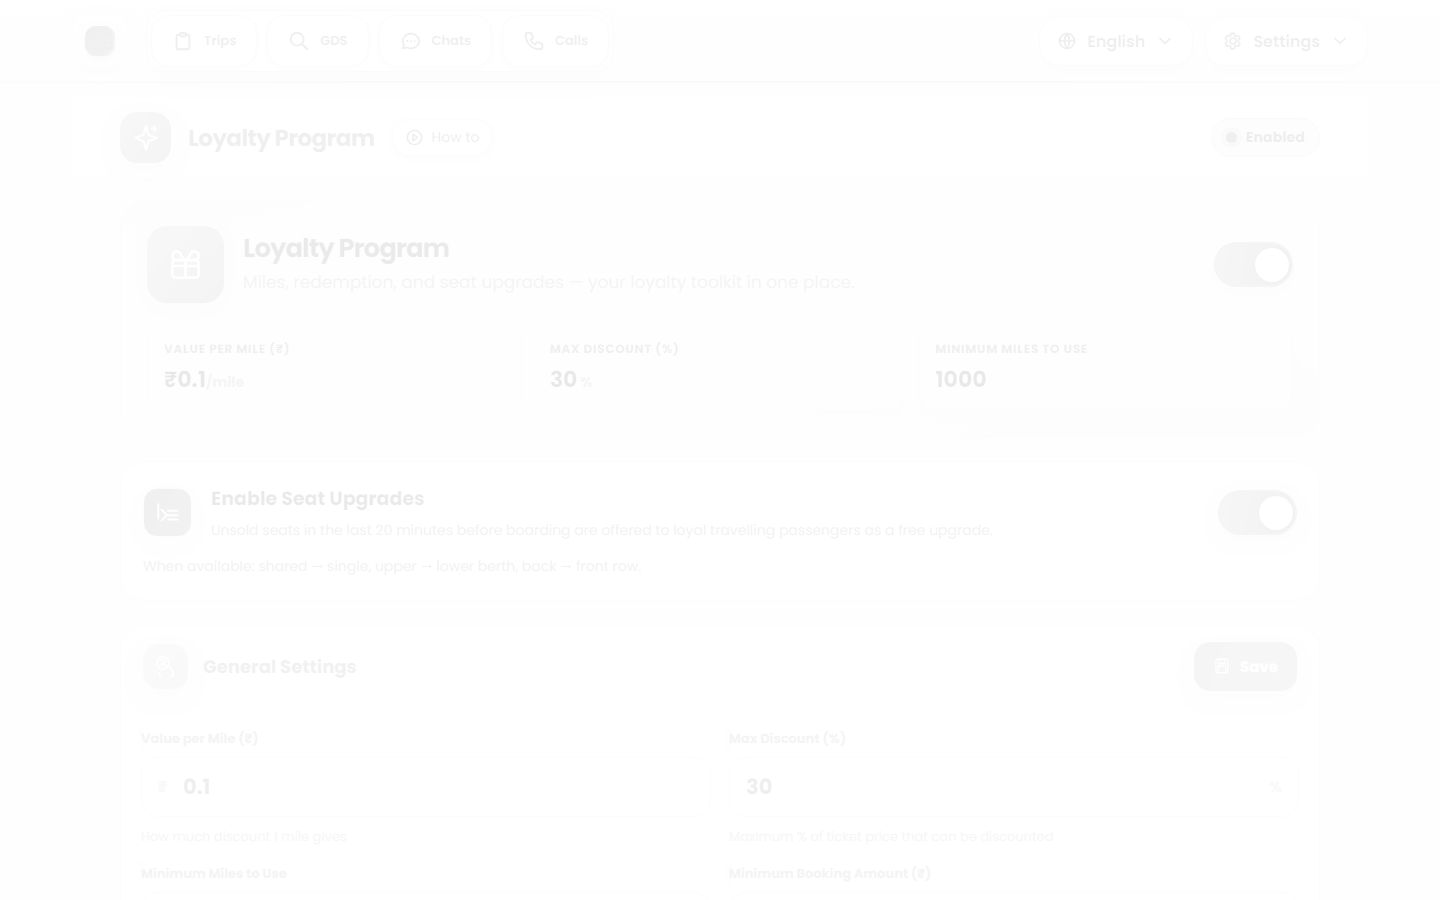 Trips
GDS
Chats
Calls
English
Settings
Loyalty Program
How to
Enabled
Loyalty Program
Miles, redemption, and seat upgrades — your loyalty toolkit in one place.
VALUE PER MILE (₹)
MAX DISCOUNT (%)
MINIMUM MILES TO USE
₹0.1/mile
30 %
1000
Enable Seat Upgrades
Unsold seats in the last 20 minutes before boarding are offered to loyal travelling passengers as a free upgrade.
When available: shared → single, upper → lower berth, back → front row.
General Settings
Save
Value per Mile (₹)
Max Discount (%)
₹ 0.1
30 %
How much discount 1 mile gives
Maximum % of ticket price that can be discounted
Minimum Miles to Use
Minimum Booking Amount (₹)